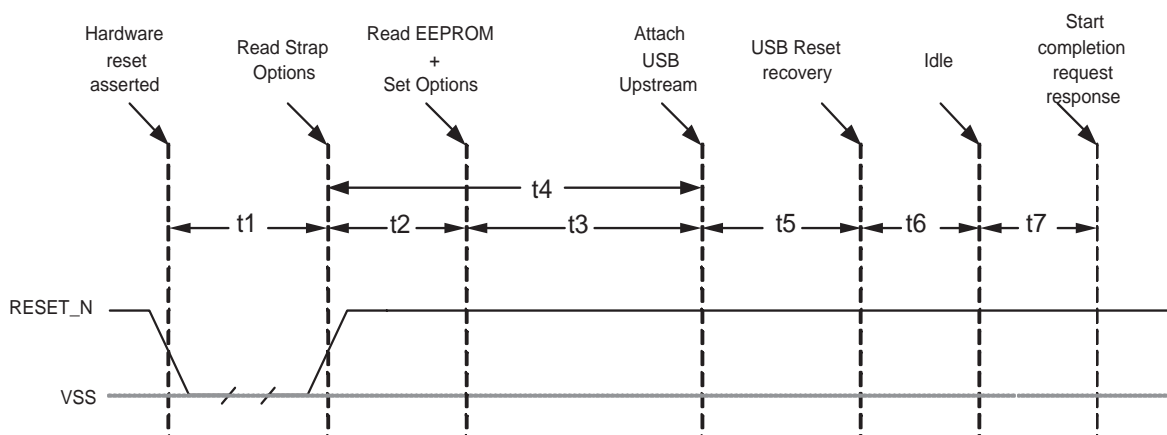 Hardware
reset
asserted
Read Strap
Options
Read EEPROM
+
Set Options
Attach
USB
Upstream
USB Reset
recovery
Idle
Start
completion
request
response
t4
t1
t2
t3
t5
t6
t7
RESET_N
VSS